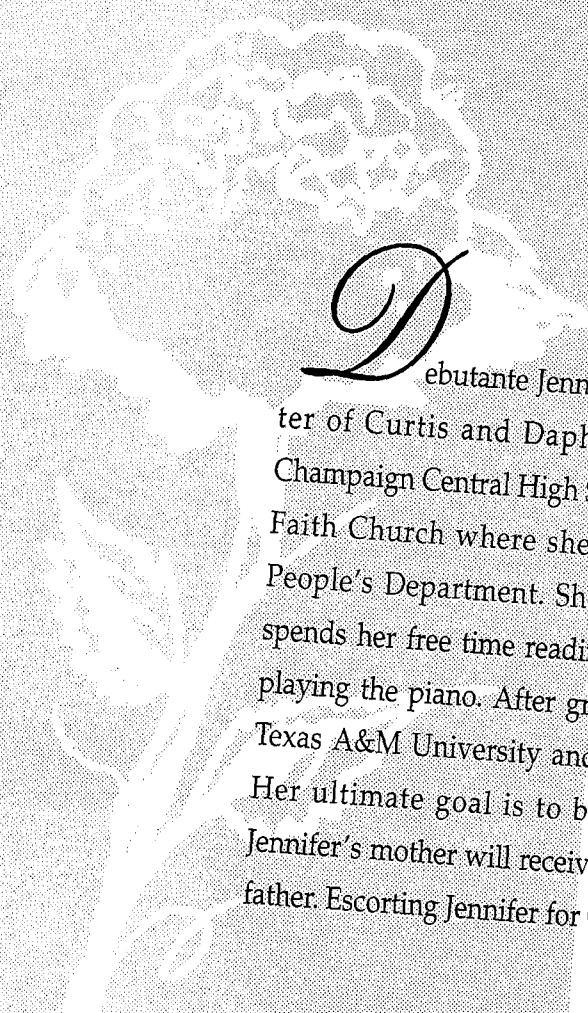 Debutante Jenn
ter of Curtis and Daph
Champaign Central High
Faith Church where she
People's Department. Sh
spends her free time readi
playing the piano. After gr
Texas A&M University and
Her ultimate goal is to b
Jennifer's mother will receiv
father. Escorting Jennifer for